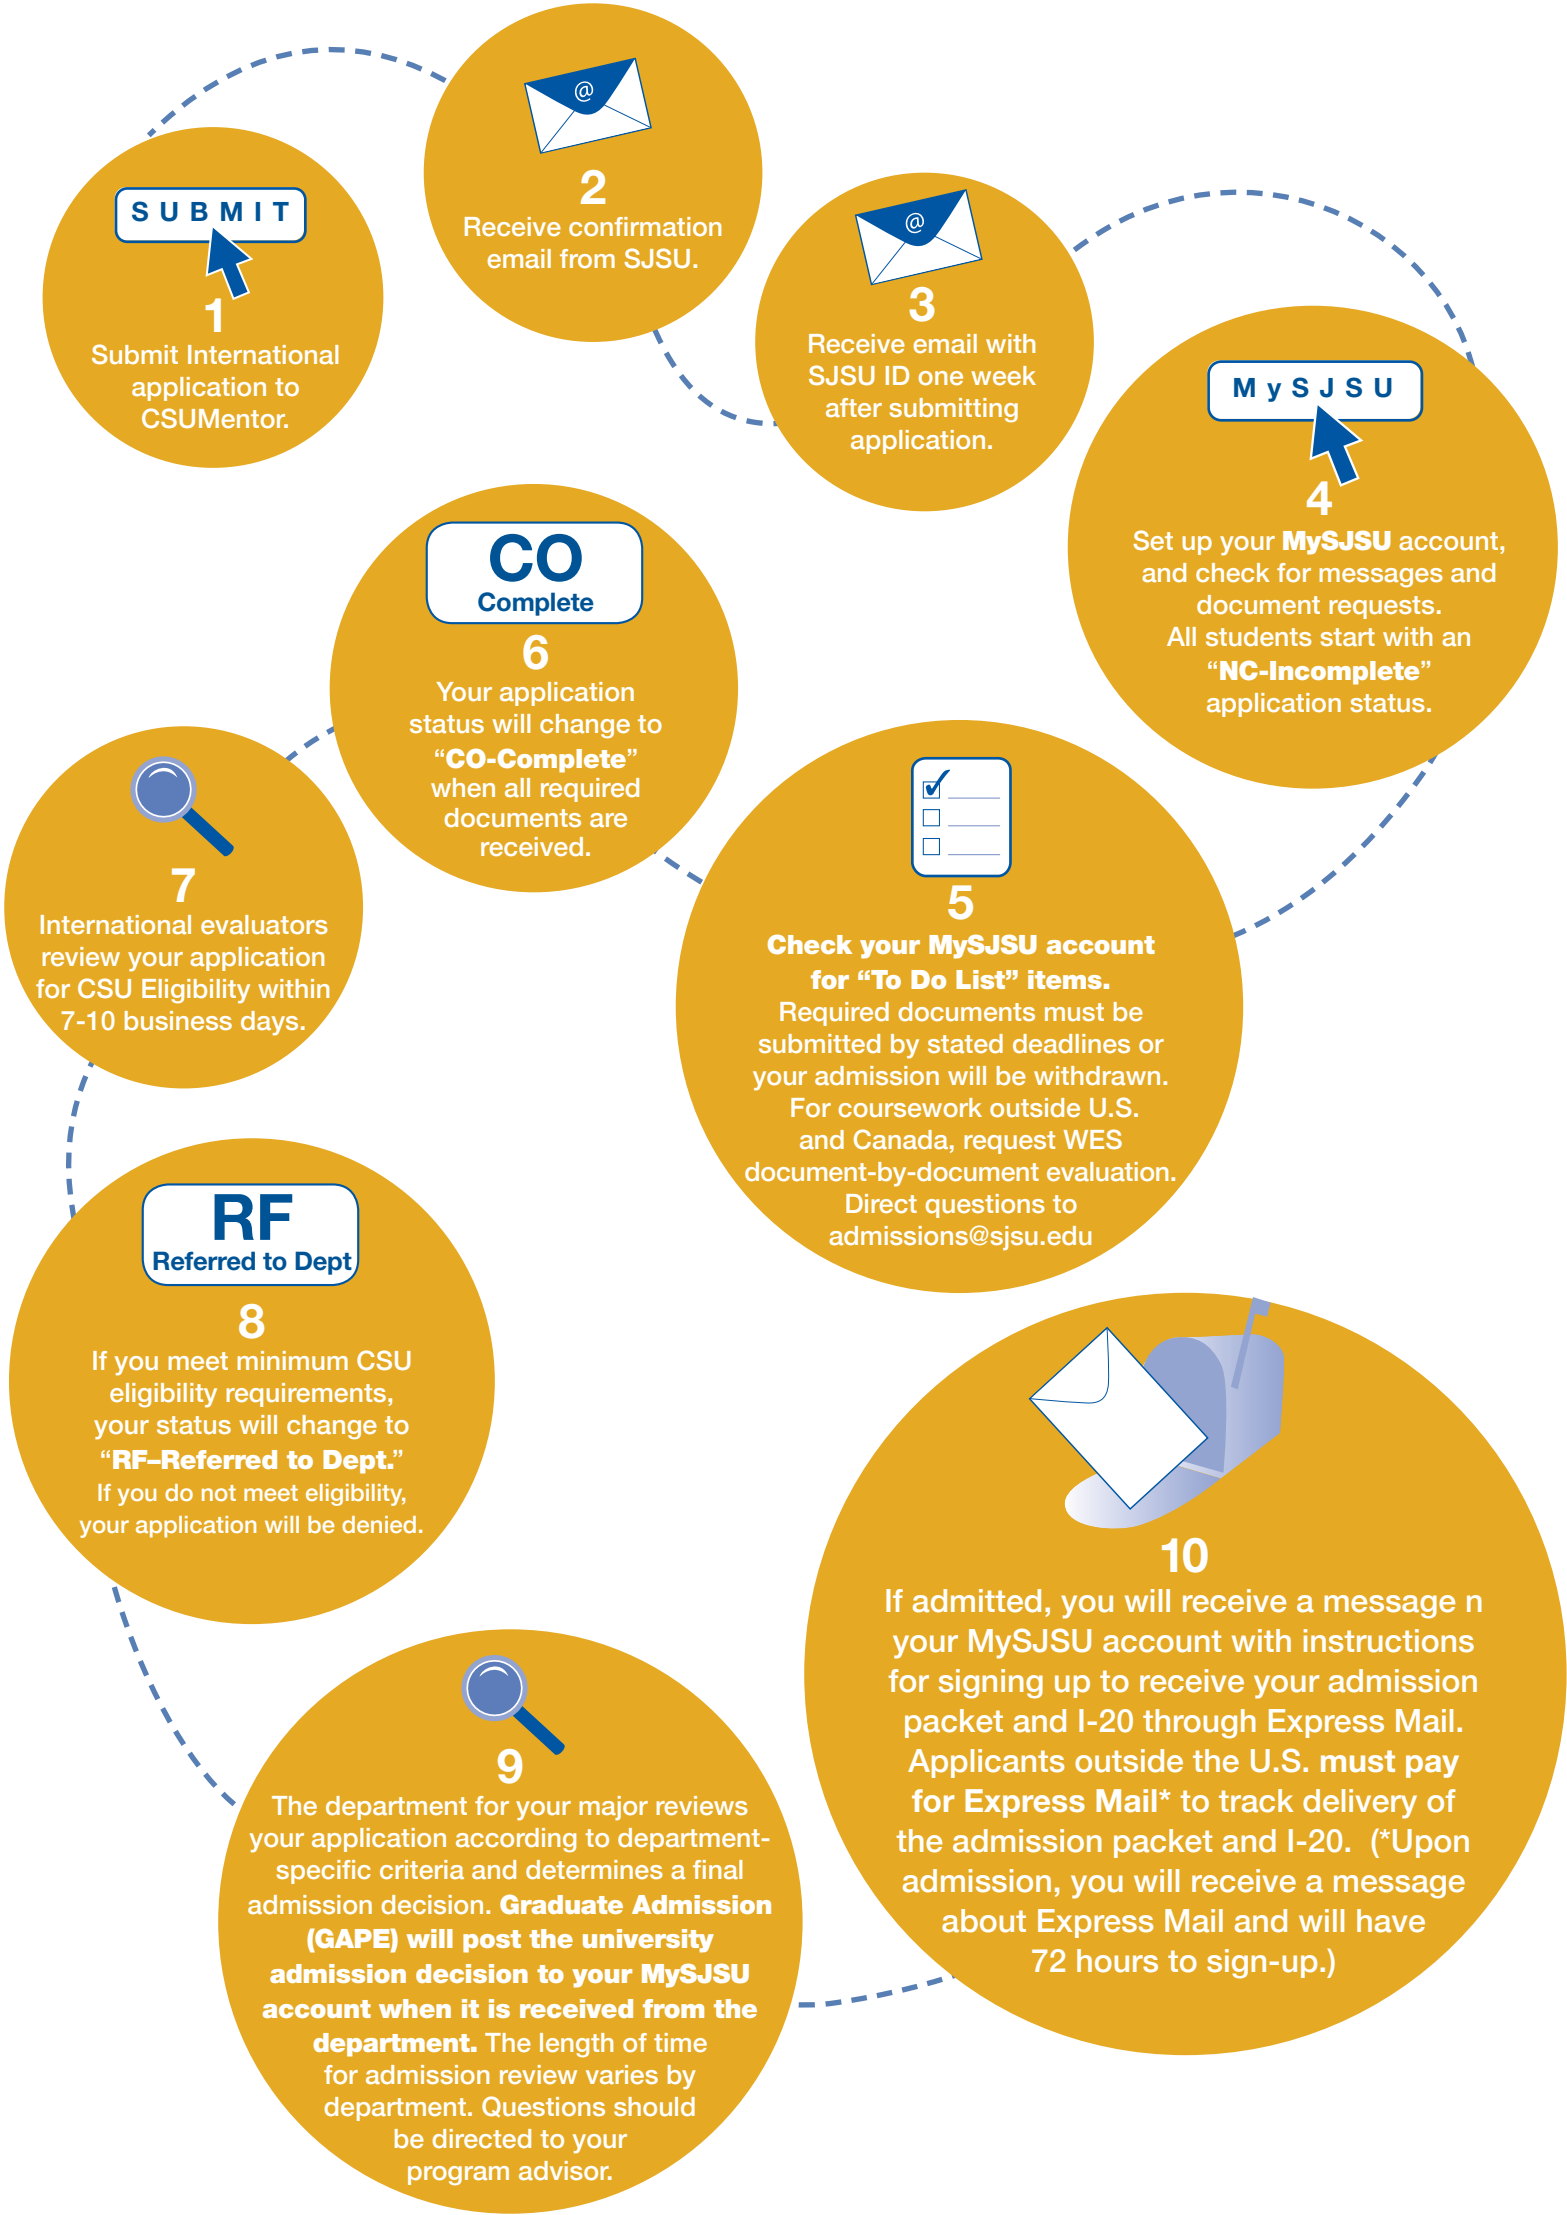 SUBMIT
1
Submit International
application to
CSUMentor.
@
2
Receive confirmation
email from SJSU.
@
3
Receive email with
SJSU ID one week
after submitting
application.
MySJSU
4
Set up your MySJSU account,
and check for messages and
document requests.
All students start with an
“NC-Incomplete”
application status.
5
Check your MySJSU account
for “To Do List” items.
Required documents must be
submitted by stated deadlines or
your admission will be withdrawn.
For coursework outside U.S.
and Canada, request WES
document-by-document evaluation.
Direct questions to
admissions@sjsu.edu
CO
Complete
6
Your application
status will change to
“CO-Complete”
when all required
documents are
received.
7
International evaluators
review your application
for CSU Eligibility within
7-10 business days.
RF
Referred to Dept
8
If you meet minimum CSU
eligibility requirements,
your status will change to
“RF–Referred to Dept.”
If you do not meet eligibility,
your application will be denied.
9
The department for your major reviews
your application according to department-
specific criteria and determines a final
admission decision. Graduate Admission
(GAPE) will post the university
admission decision to your MySJSU
account when it is received from the
department. The length of time
for admission review varies by
department. Questions should
be directed to your
program advisor.
10
If admitted, you will receive a message n
your MySJSU account with instructions
for signing up to receive your admission
packet and I-20 through Express Mail.
Applicants outside the U.S. must pay
for Express Mail* to track delivery of
the admission packet and I-20. (*Upon
admission, you will receive a message
about Express Mail and will have
72 hours to sign-up.)